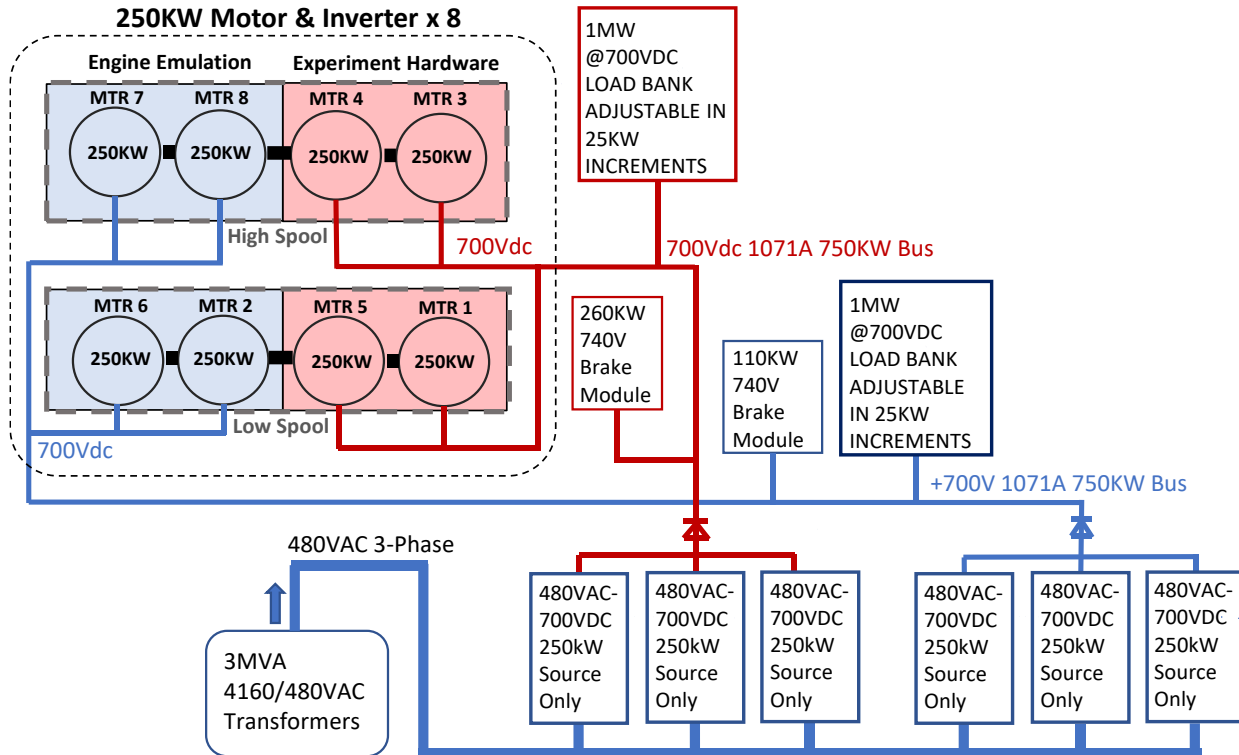 250KW Motor & Inverter x 8
Engine Emulation
Experiment Hardware
MTR 7
MTR 8
MTR 4
MTR 3
250KW
250KW
250KW
250KW
High Spool
700Vdc
MTR 6
MTR 2
MTR 5
MTR 1
250KW
250KW
250KW
250KW
Low Spool
700Vdc
1MW
@700VDC
LOAD BANK
ADJUSTABLE IN
25KW
INCREMENTS
700Vdc 1071A 750KW Bus
260KW
740V
Brake
Module
110KW
740V
Brake
Module
1MW
@700VDC
LOAD BANK
ADJUSTABLE
IN 25KW
INCREMENTS
+700V 1071A 750KW Bus
480VAC 3-Phase
3MVA
4160/480VAC
Transformers
480VAC-
700VDC
250kW
Source
Only
480VAC-
700VDC
250kW
Source
Only
480VAC-
700VDC
250kW
Source
Only
480VAC-
700VDC
250kW
Source
Only
480VAC-
700VDC
250kW
Source
Only
480VAC-
700VDC
250kW
Source
Only